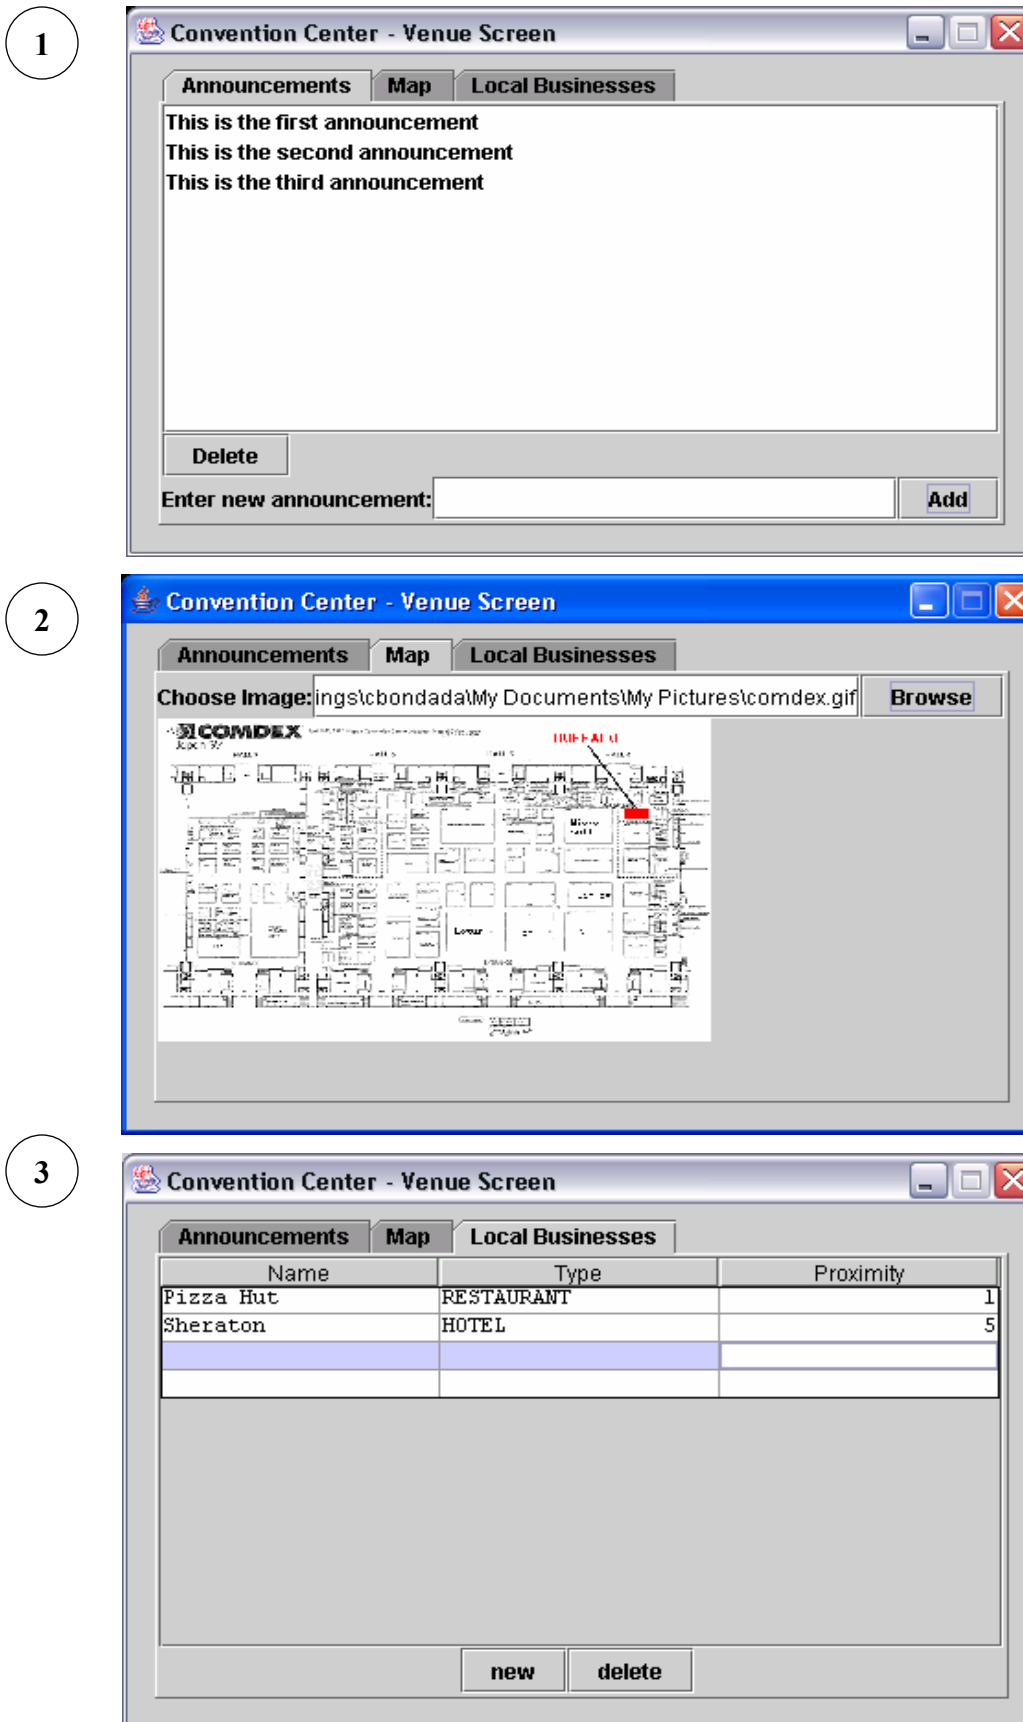 1
Convention Center - Venue Screen
Announcements Map Local Businesses
This is the first announcement
This is the second announcement
This is the third announcement
Delete
Enter new announcement: Add
2
Convention Center - Venue Screen
Announcements Map Local Businesses
Choose Image: ings\cbondada\My Documents\My Pictures\comdex.gif Browse
COMDEX
BUFFALO
3
Convention Center - Venue Screen
Announcements Map Local Businesses
Name Type Proximity
Pizza Hut RESTAURANT 1
Sheraton HOTEL 5
new delete